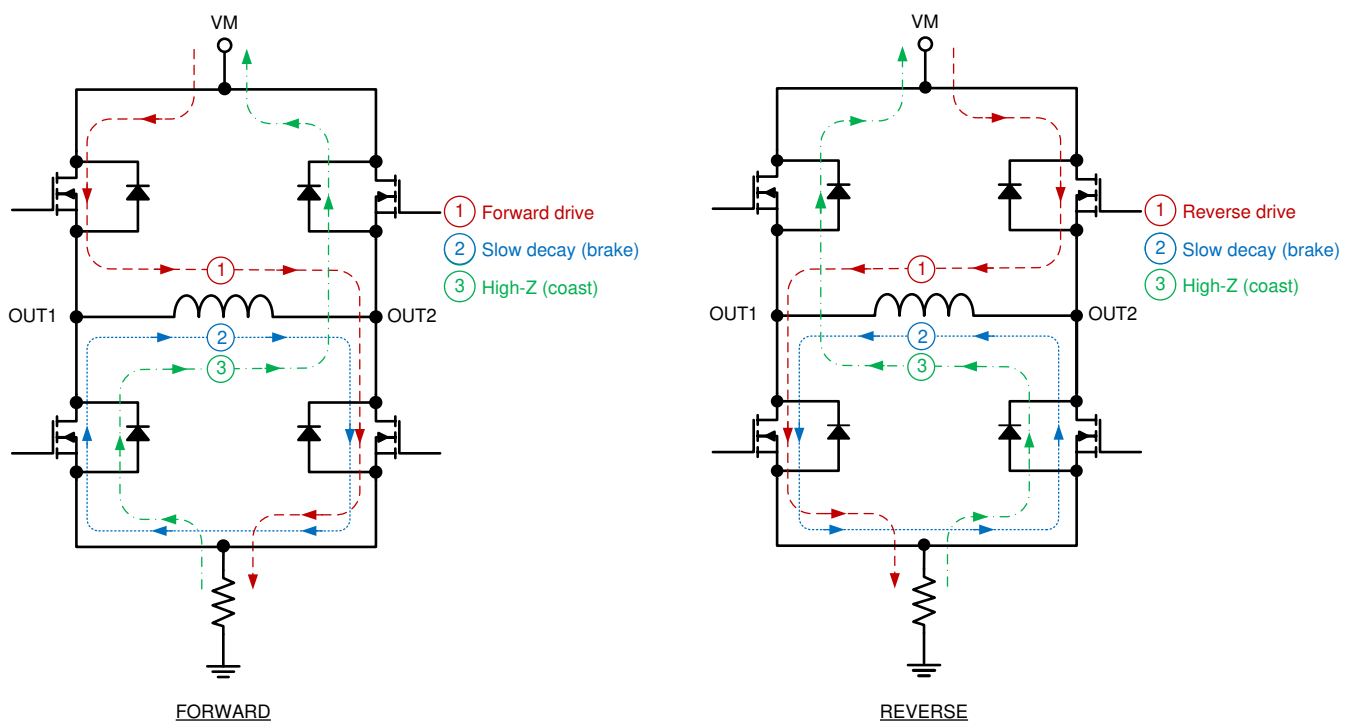 VM
1 Forward drive
2 Slow decay (brake)
3 High-Z (coast)
1
OUT1
OUT2
2
3
FORWARD
VM
1 Reverse drive
2 Slow decay (brake)
3 High-Z (coast)
1
OUT1
OUT2
2
3
REVERSE